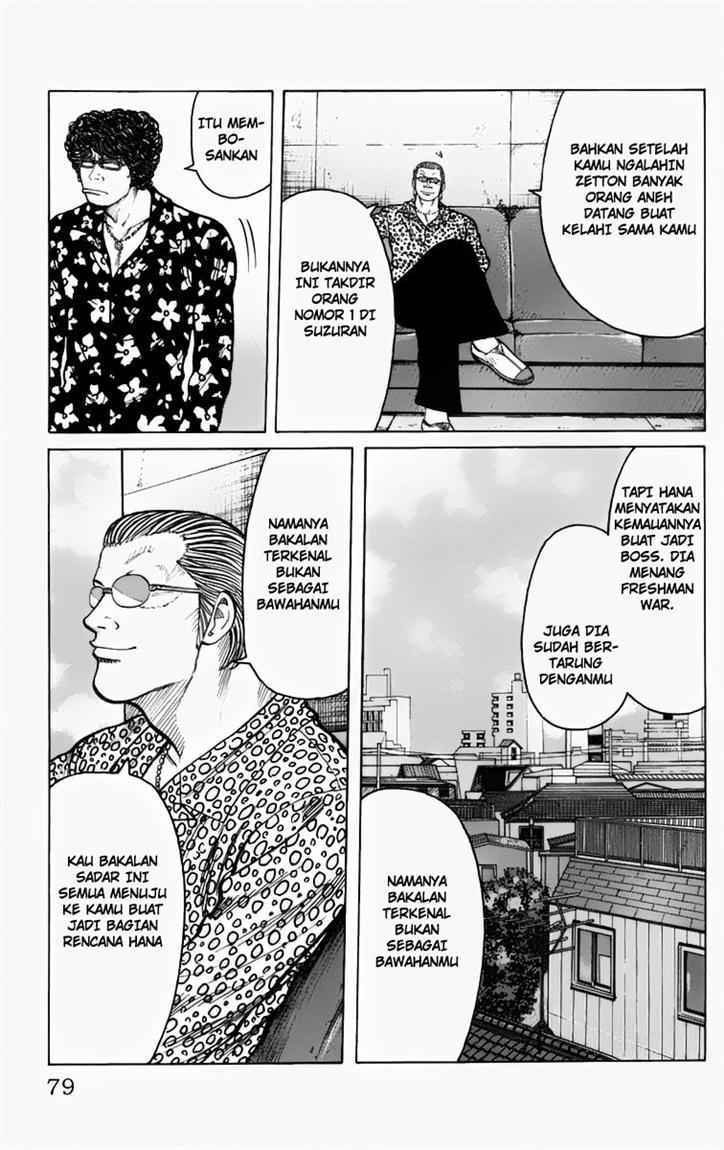 BAHKAN SETELAH
KAMU NGALAHIN
ZETTON BANYAK
ORANG ANEH
DATANG BUAT
KELAHI SAMA KAMU
BUKANNYA
INI TAKDIR
ORANG
NOMOR 1 DI
SUZURAN
ITU MEM-
BO-
SANKAN
TAPI HANA
MENYATAKAN
KEMAUANNYA
BUAT JADI
BOSS. DIA
MENANG
FRESHMAN
WAR.
JUGA DIA
SUDAH BER-
TARUNG
DENGANMU
NAMANYA
BAKALAN
TERKENAL
BUKAN
SEBAGAI
BAWAHANMU
NAMANYA
BAKALAN
TERKENAL
BUKAN
SEBAGAI
BAWAHANMU
KAU BAKALAN
SADAR INI
SEMUA MENUJU
KE KAMU BUAT
JADI BAGIAN
RENCANA HANA
79